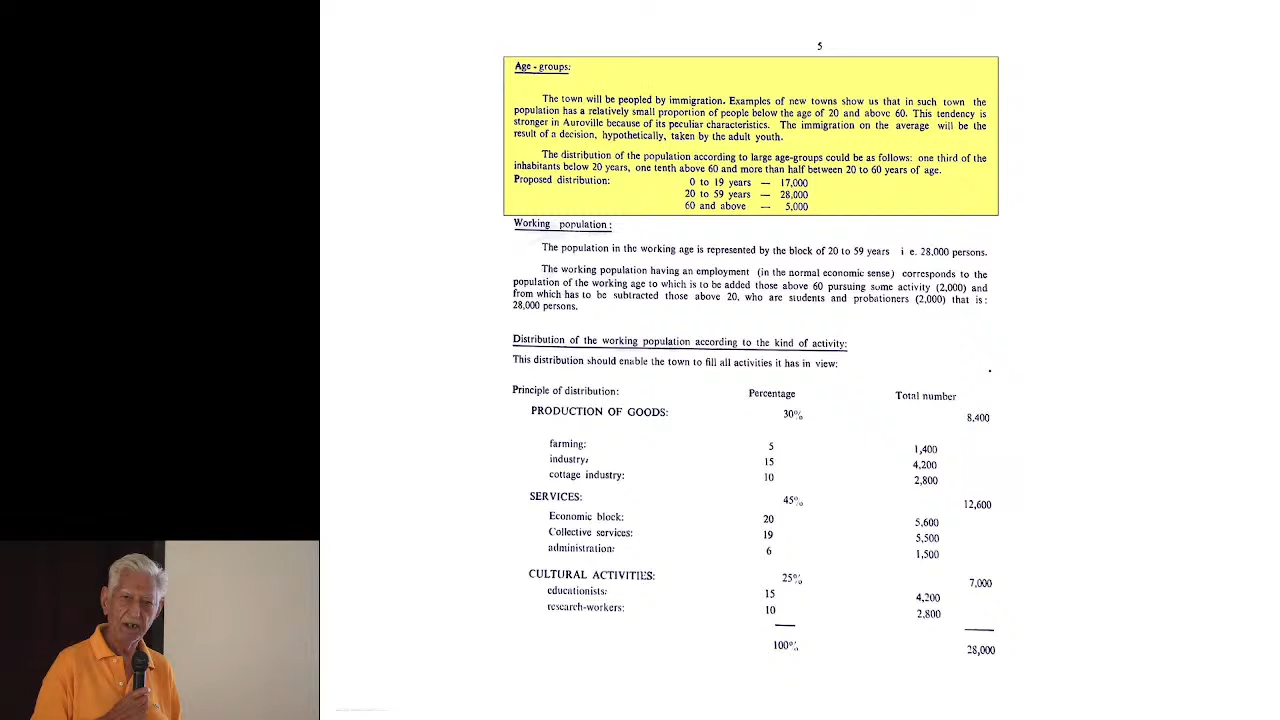 5
Age - groups:
The town will be peopled by immigration. Examples of new towns show us that in such town the
population has a relatively small proportion of people below the age of 20 and above 60. This tendency is
stronger in Auroville because of its peculiar characteristics. The immigration on the average will be the
result of a decision, hypothetically, taken by the adult youth.
The distribution of the population according to large age-groups could be as follows: one third of the
inhabitants below 20 years, one tenth above 60 and more than half between 20 to 60 years of age.
Proposed distribution: 0 to 19 years — 17,000
20 to 59 years — 28,000
60 and above — 5,000
Working population:
The population in the working age is represented by the block of 20 to 59 years i e. 28,000 persons.
The working population having an employment (in the normal economic sense) corresponds to the
population of the working age to which is to be added those above 60 pursuing some activity (2,000) and
from which has to be subtracted those above 20, who are students and probationers (2,000) that is:
28,000 persons.
Distribution of the working population according to the kind of activity:
This distribution should enable the town to fill all activities it has in view:
Principle of distribution: Percentage Total number
PRODUCTION OF GOODS: 30% 8,400
farming: 5 1,400
industry: 15 4,200
cottage industry: 10 2,800
SERVICES: 45% 12,600
Economic block: 20 5,600
Collective services: 19 5,500
administration: 6 1,500
CULTURAL ACTIVITIES: 25% 7,000
educationists: 15 4,200
research-workers: 10 2,800
100% 28,000